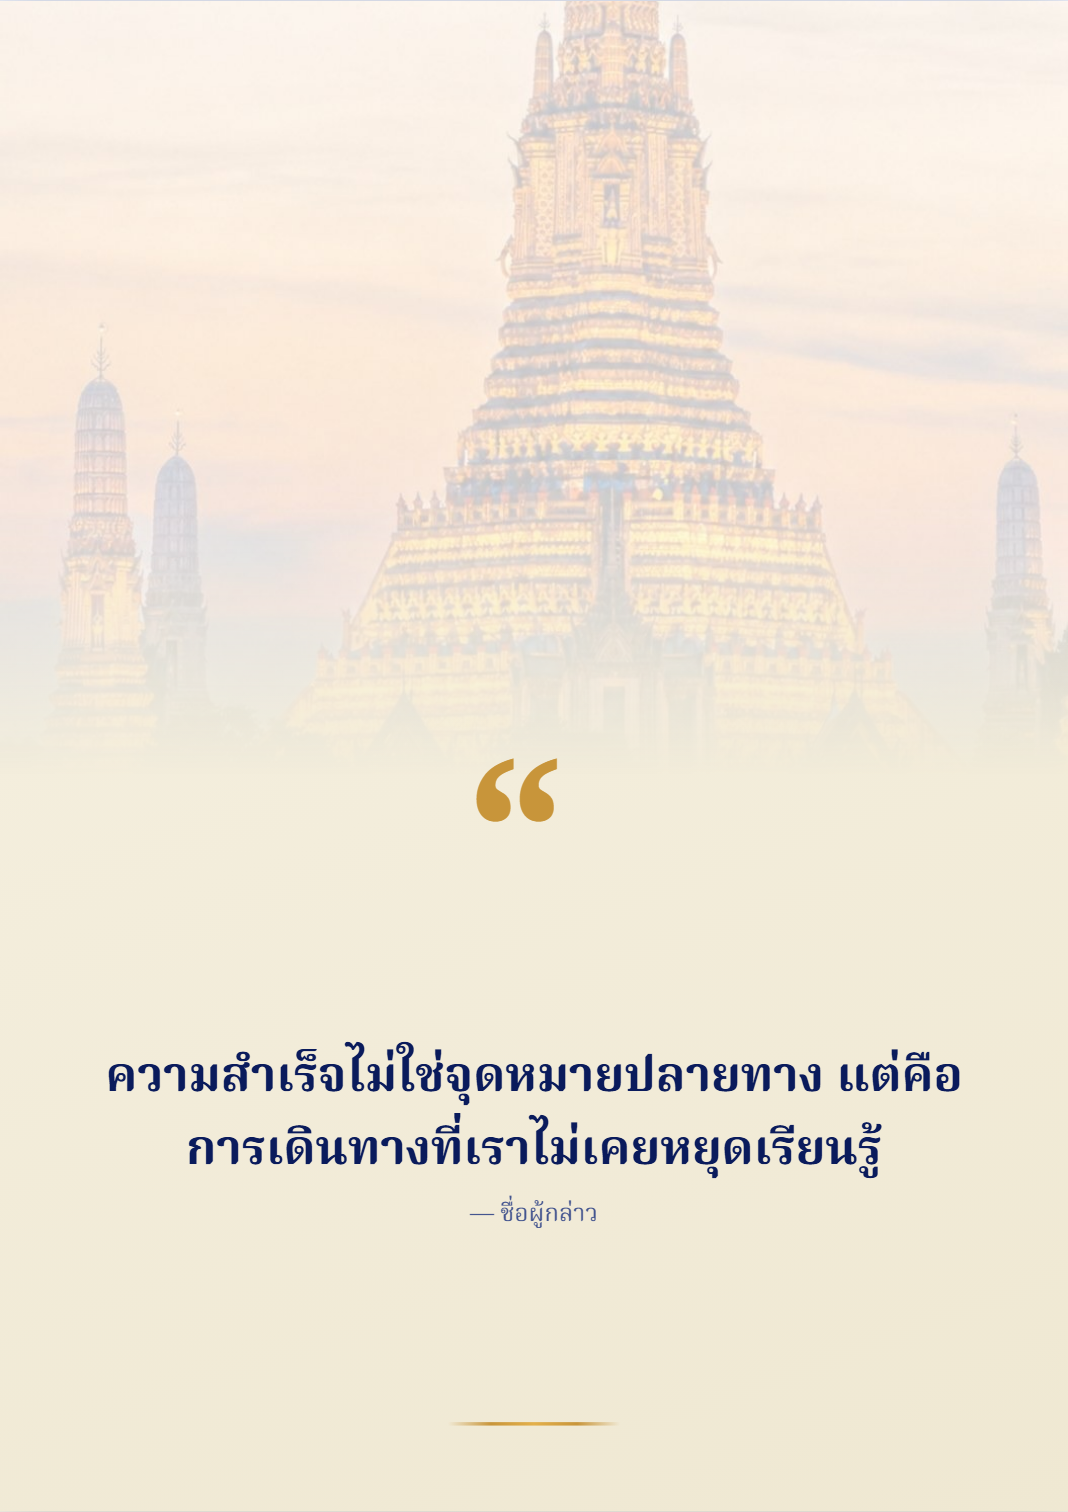 “
ความสำเร็จไม่ใช่จุดหมายปลายทาง แต่คือ
การเดินทางที่เราไม่เคยหยุดเรียนรู้
— ชื่อผู้กล่าว